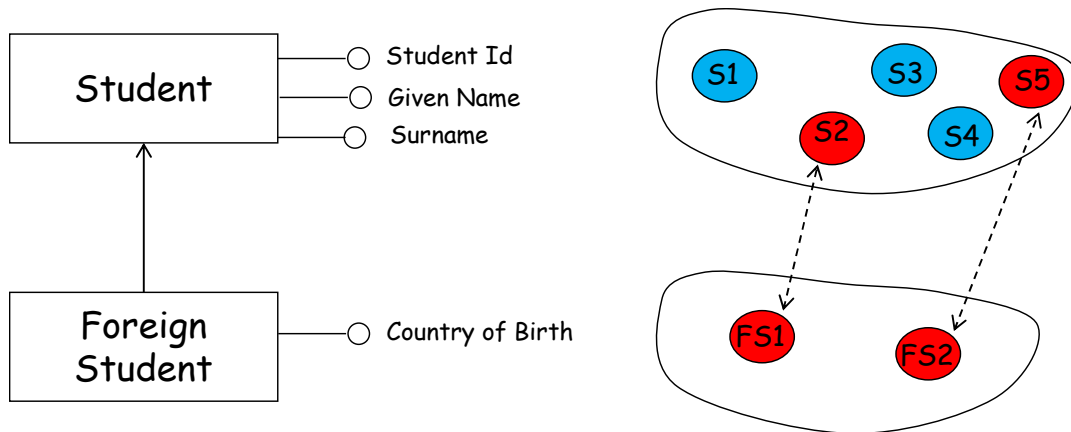 Student
Student Id
Given Name
Surname
Foreign
Student
Country of Birth
S1
S3
S5
S2
S4
FS1
FS2